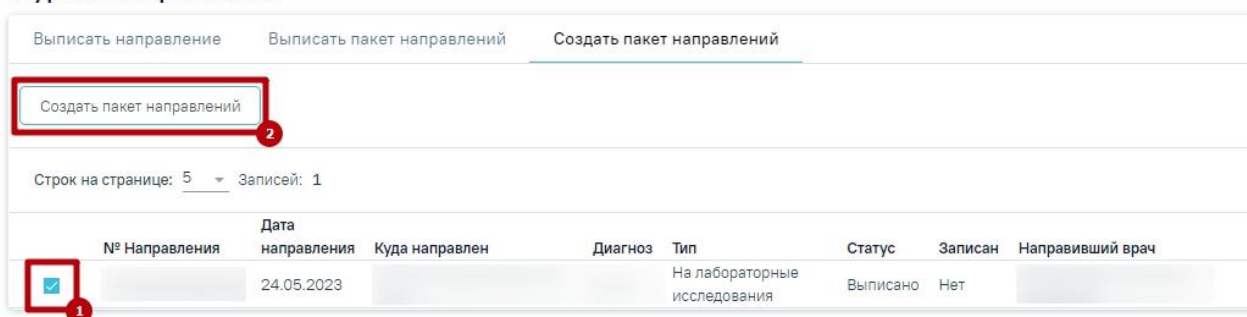 Выписать направление Выписать пакет направлений Создать пакет направлений
Создать пакет направлений
2
Строк на странице: 5 Записей: 1
Дата
№ Направления направления Куда направлен Диагноз Тип Статус Записан Направивший врач
На лабораторные
24.05.2023 Выписано Нет
исследования
1